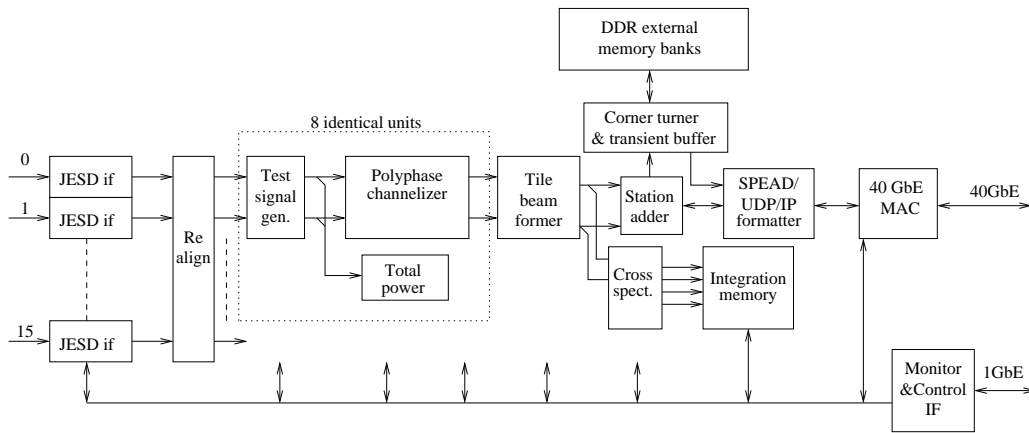 DDR external
memory banks
8 identical units
Corner turner
& transient buffer
0
JESD if
1
JESD if
15
JESD if
Re
align
Test
signal
gen.
Polyphase
channelizer
Total
power
Tile
beam
former
Station
adder
Cross
spect.
Integration
memory
SPEAD/
UDP/IP
formatter
40 GbE
MAC
40GbE
Monitor
&Control
IF
1GbE